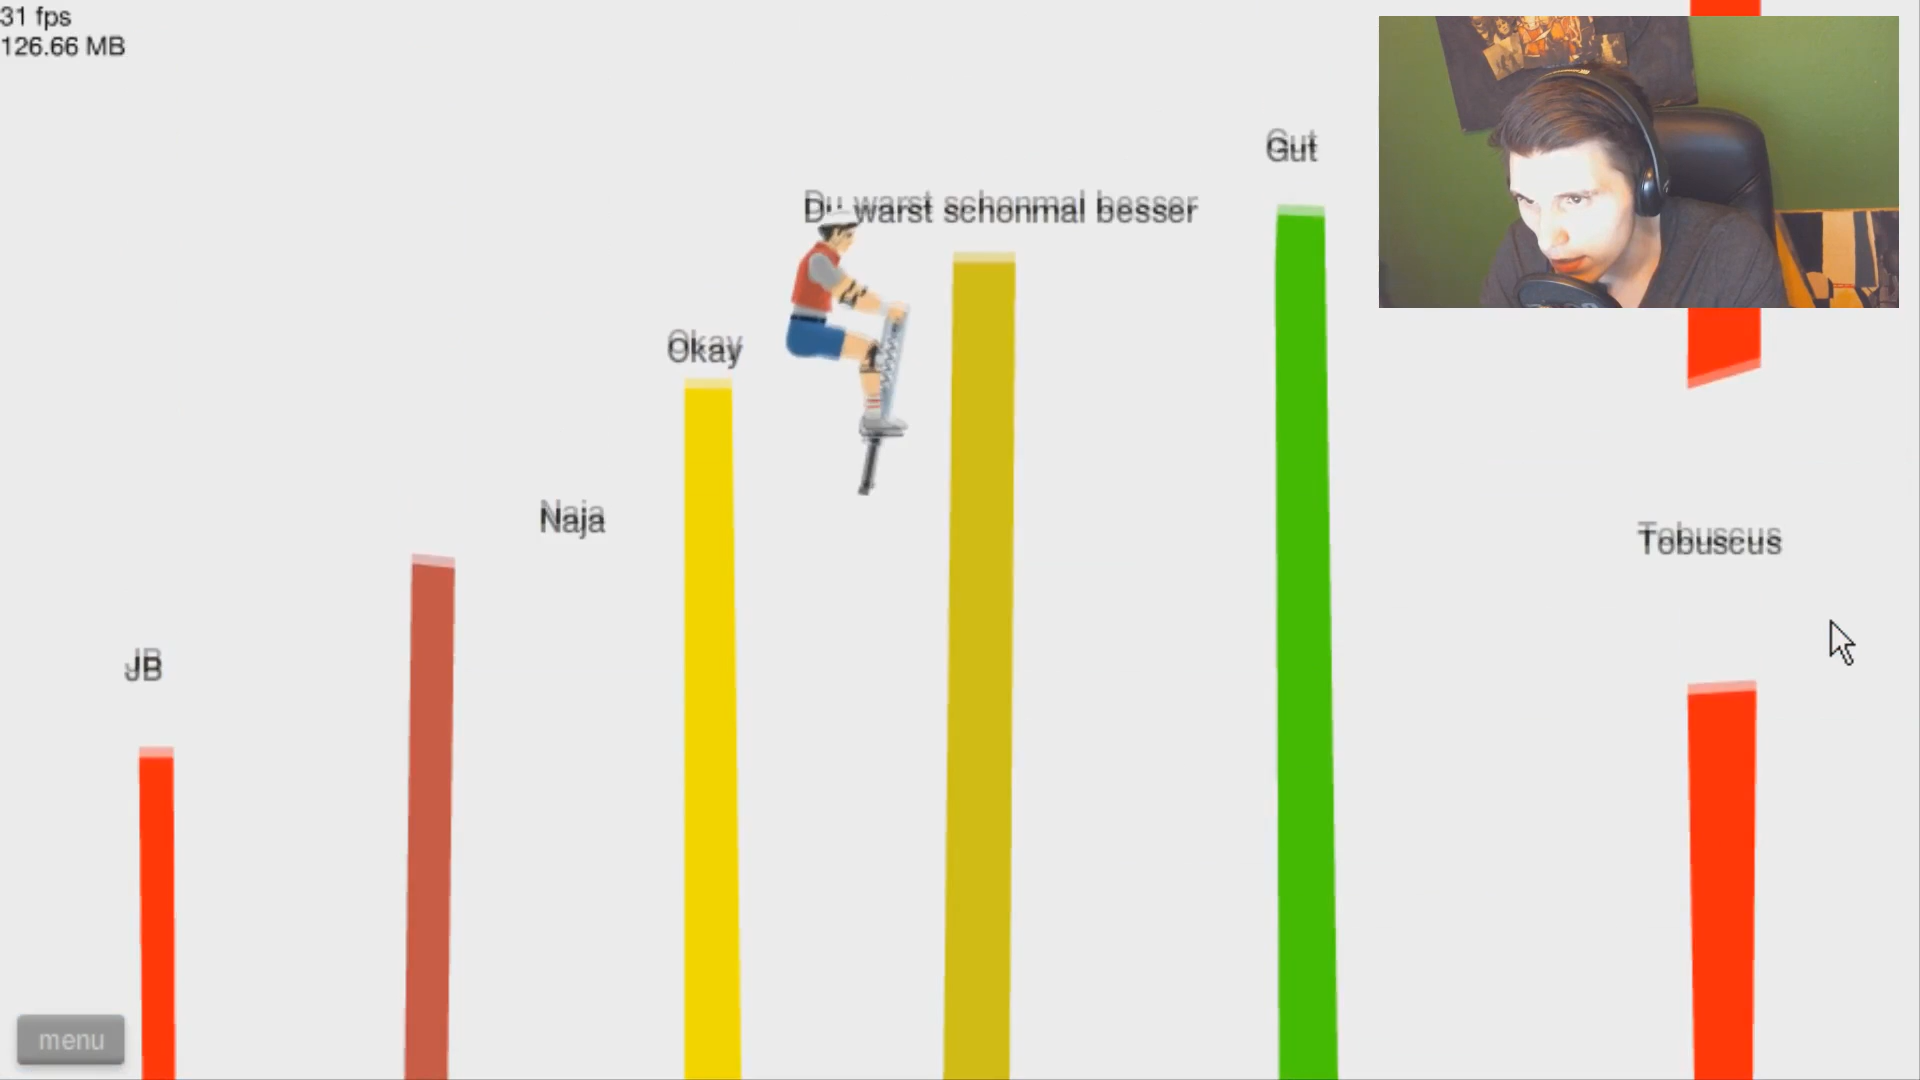 31 fps
126.66 MB
Gut
Du warst schonmal besser
Okay
Naja
Tobuscus
JB
menu